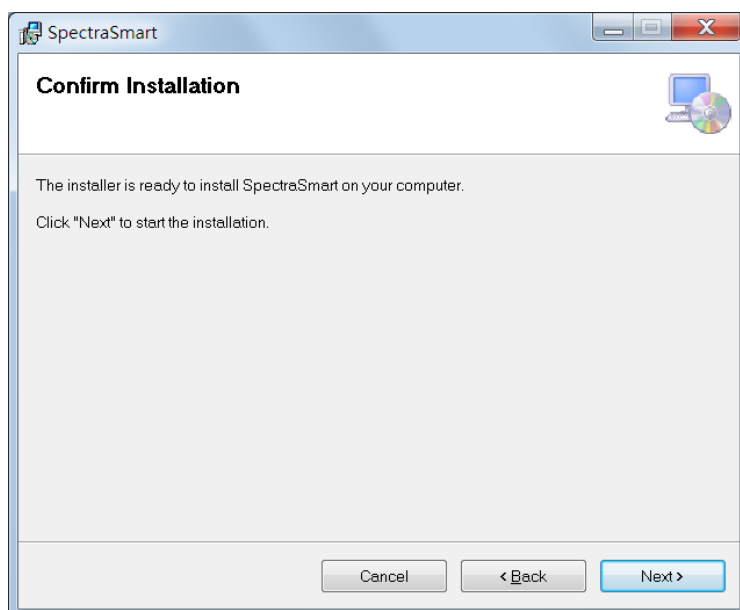 SpectraSmart
Confirm Installation
The installer is ready to install SpectraSmart on your computer.
Click "Next" to start the installation.
Cancel
< Back
Next >